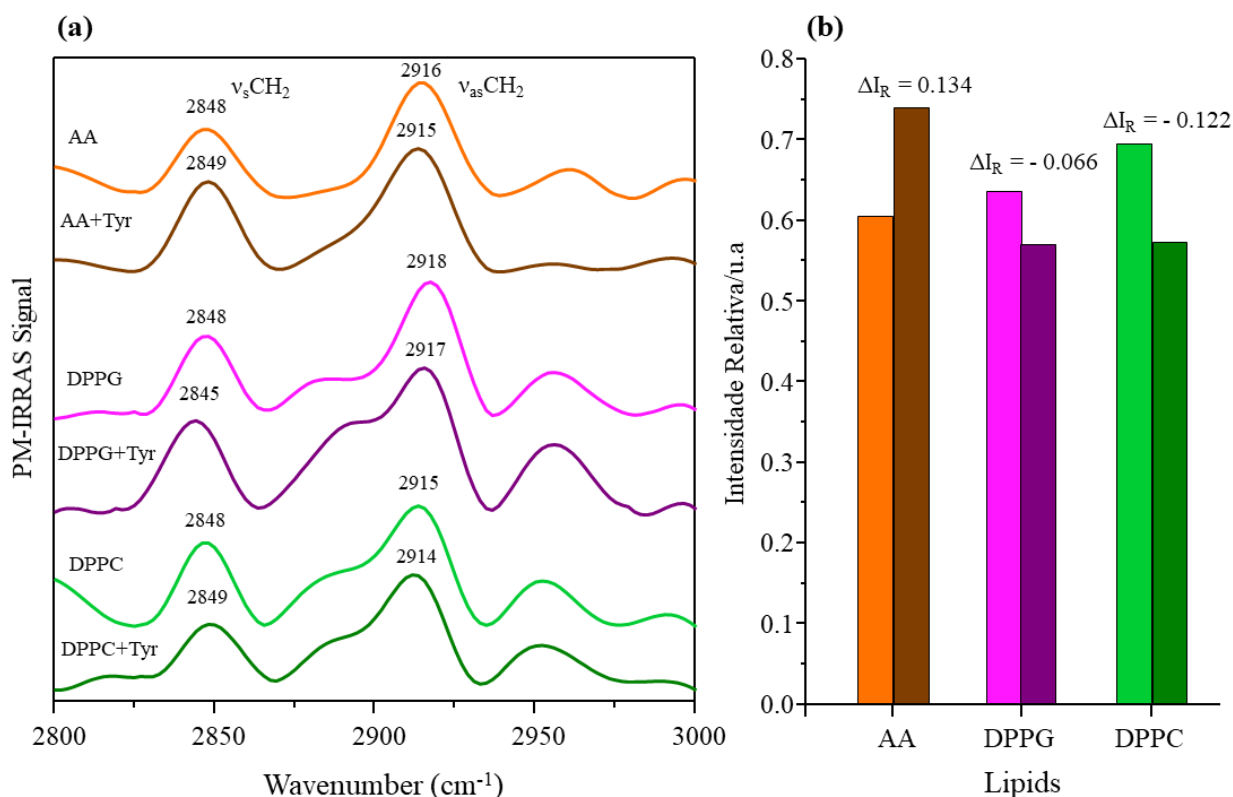 (a)
PM-IRRAS Signal
νsCH2
νasCH2
AA
2848
2916
AA+Tyr
2849
2915
DPPG
2848
2918
DPPG+Tyr
2845
2917
DPPC
2848
2915
DPPC+Tyr
2849
2914
2800
2850
2900
2950
3000
Wavenumber (cm-1)
(b)
Intensidade Relativa/u.a
0.8
0.7
0.6
0.5
0.4
0.3
0.2
0.1
0.0
ΔIR = 0.134
ΔIR = - 0.066
ΔIR = - 0.122
AA
DPPG
DPPC
Lipids